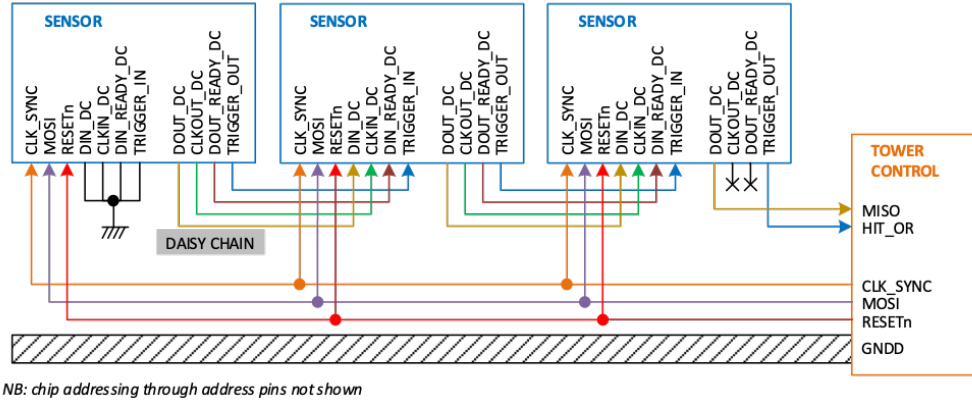 SENSOR
CLK_SYNC
MOSI
RESETn
DIN_DC
CLKIN_DC
DIN_READY_DC
TRIGGER_IN
DOUT_DC
CLKOUT_DC
DOUT_READY_DC
TRIGGER_OUT
SENSOR
CLK_SYNC
MOSI
RESETn
DIN_DC
CLKIN_DC
DIN_READY_DC
TRIGGER_IN
DOUT_DC
CLKOUT_DC
DOUT_READY_DC
TRIGGER_OUT
SENSOR
CLK_SYNC
MOSI
RESETn
DIN_DC
CLKIN_DC
DIN_READY_DC
TRIGGER_IN
DOUT_DC
CLKOUT_DC
DOUT_READY_DC
TRIGGER_OUT
TOWER
CONTROL
MISO
HIT_OR
DAISY CHAIN
CLK_SYNC
MOSI
RESETn
GNDD
NB: chip addressing through address pins not shown